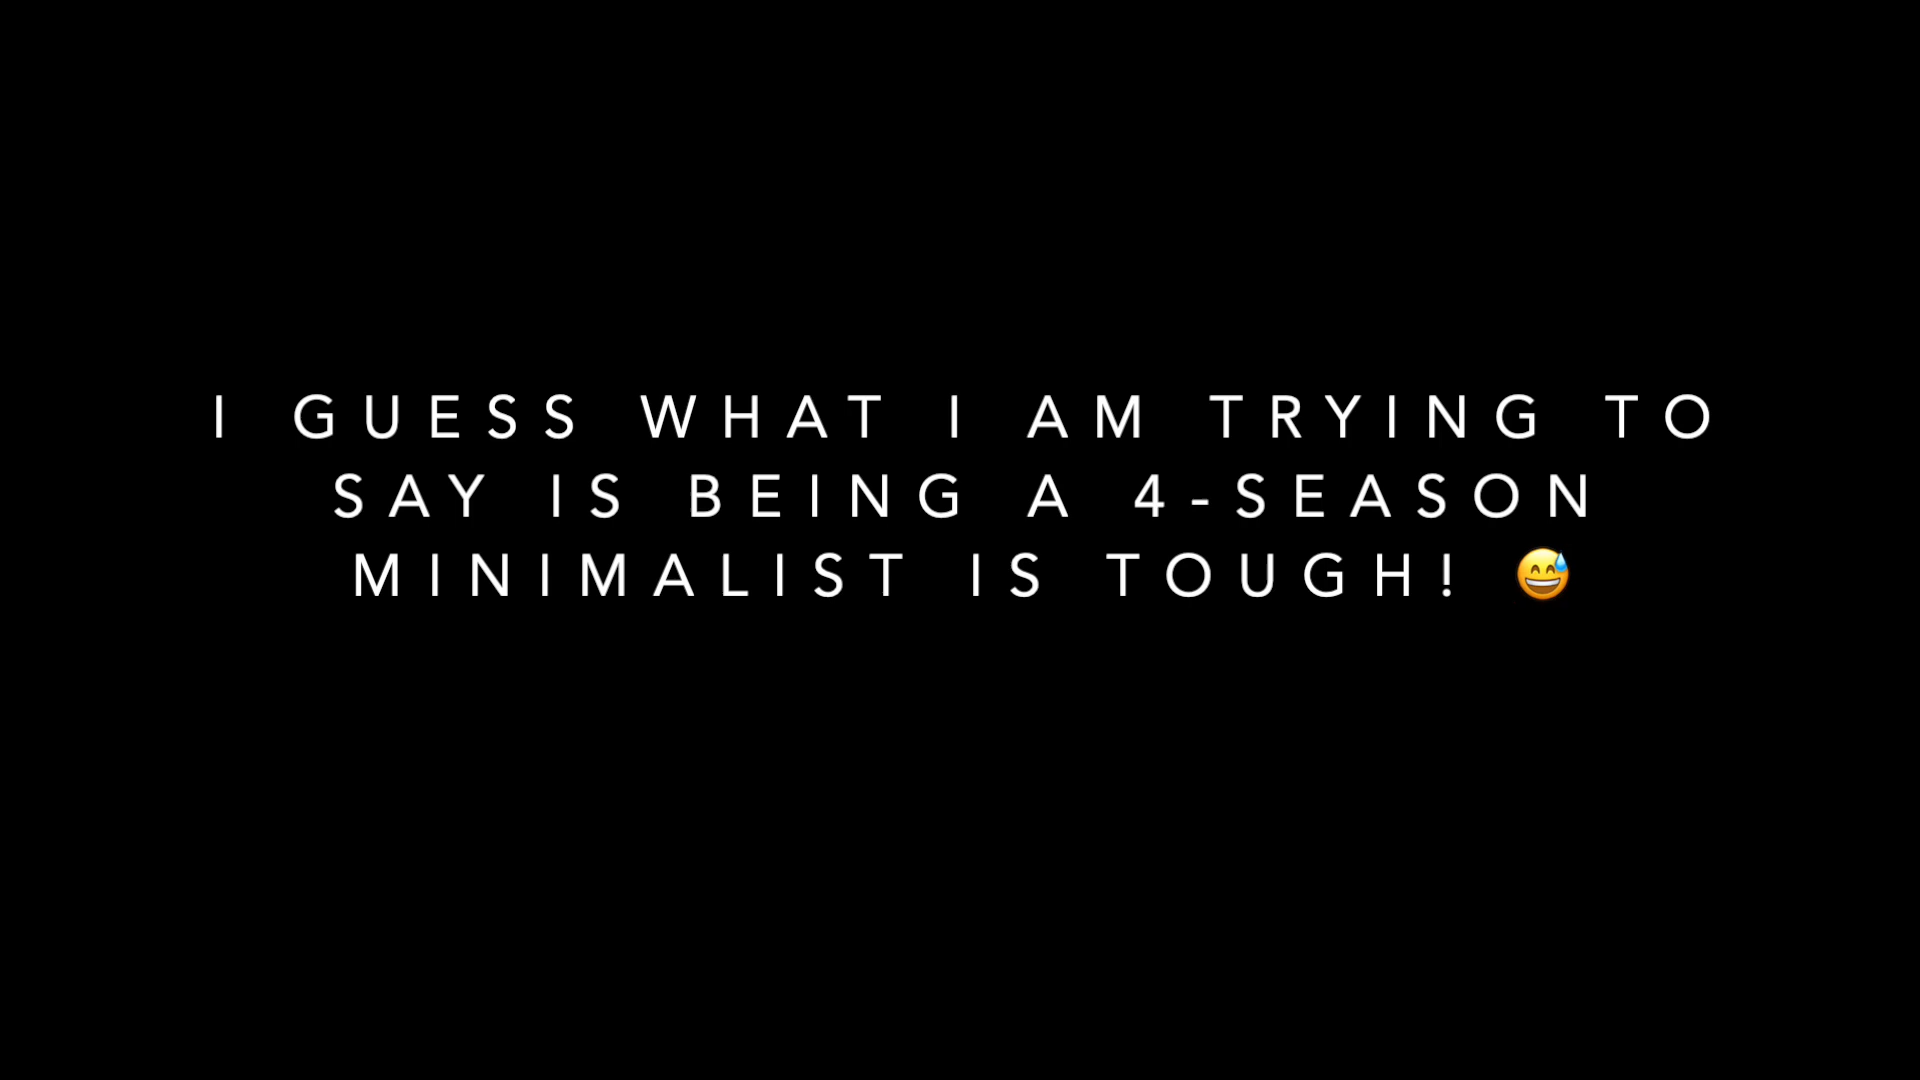 I GUESS WHAT I AM TRYING TO
SAY IS BEING A 4-SEASON
MINIMALIST IS TOUGH! 😅